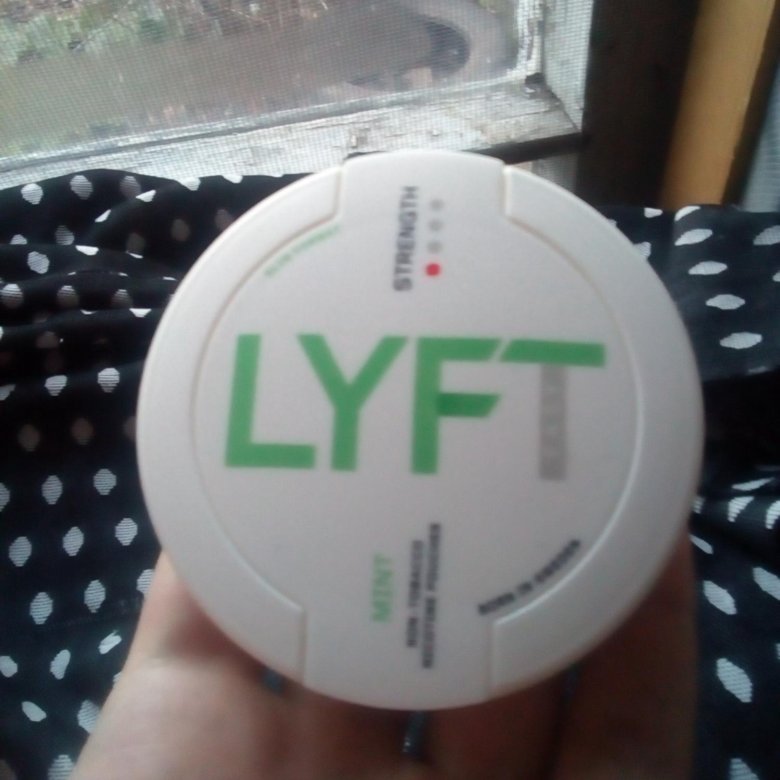 STRENGTH
LYFT
MINT
NON-TOBACCO
NICOTINE POUCHES
BORN IN SWEDEN